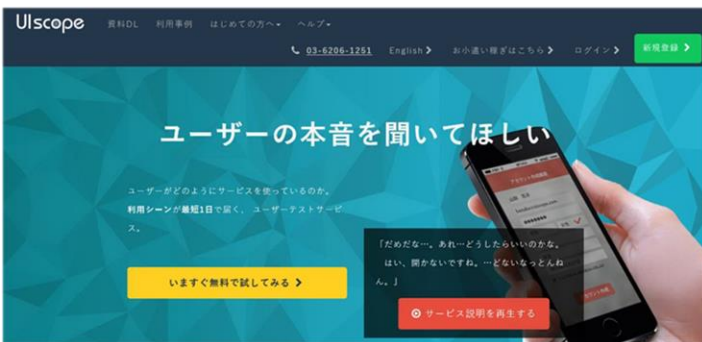 UIscope 資料DL 利用事例 はじめての方へ ヘルプ
03-6206-1251 English お小遣い稼ぎはこちら ログイン 新規登録
ユーザーの本音を聞いてほしい
ユーザーがどのようにサービスを使っているのか。
利用シーンが最短1日で届く、 ユーザーテストサービ
ス。
「だめだな…。あれ…どうしたらいいのかな。
はい、開かないですね。…どないなっとんね
ん。」
いますぐ無料で試してみる
サービス説明を再生する